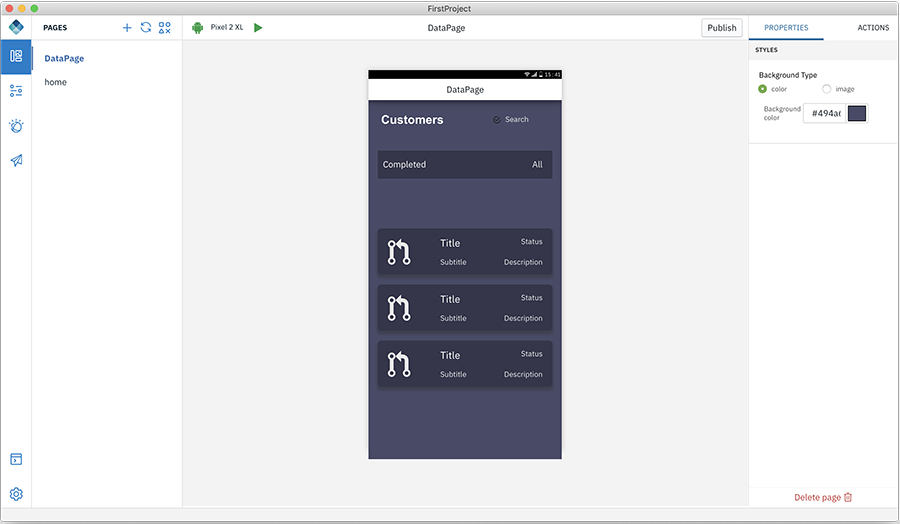 FirstProject
PAGES
Pixel 2 XL
DataPage
Publish
PROPERTIES
ACTIONS
DataPage
home
STYLES
Background Type
color
image
Background
color
#494a6
15:41
DataPage
Customers
Search
Completed
All
Title
Status
Subtitle
Description
Title
Status
Subtitle
Description
Title
Status
Subtitle
Description
Delete page